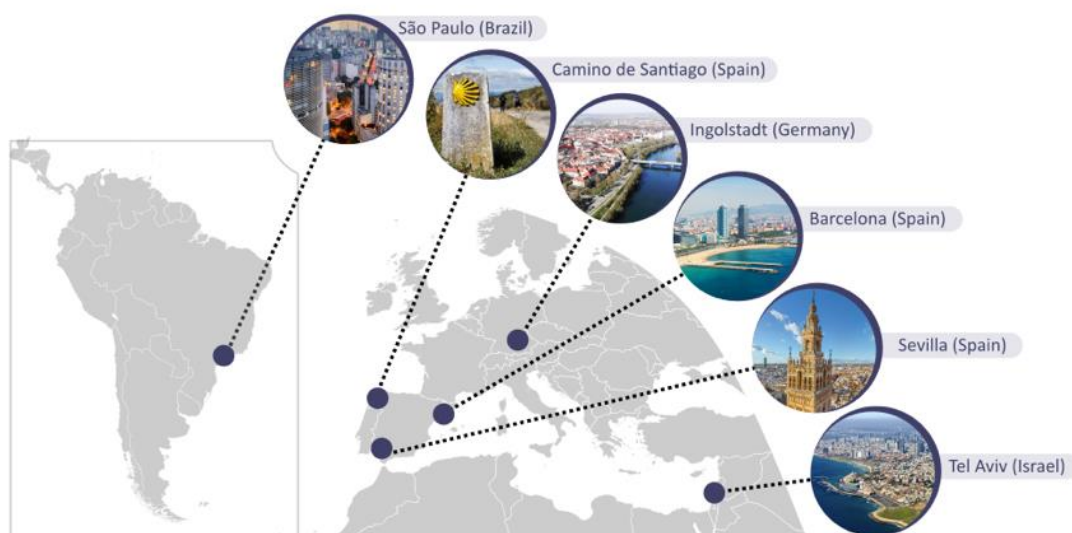 São Paulo (Brazil)
Camino de Santiago (Spain)
Ingolstadt (Germany)
Barcelona (Spain)
Sevilla (Spain)
Tel Aviv (Israel)